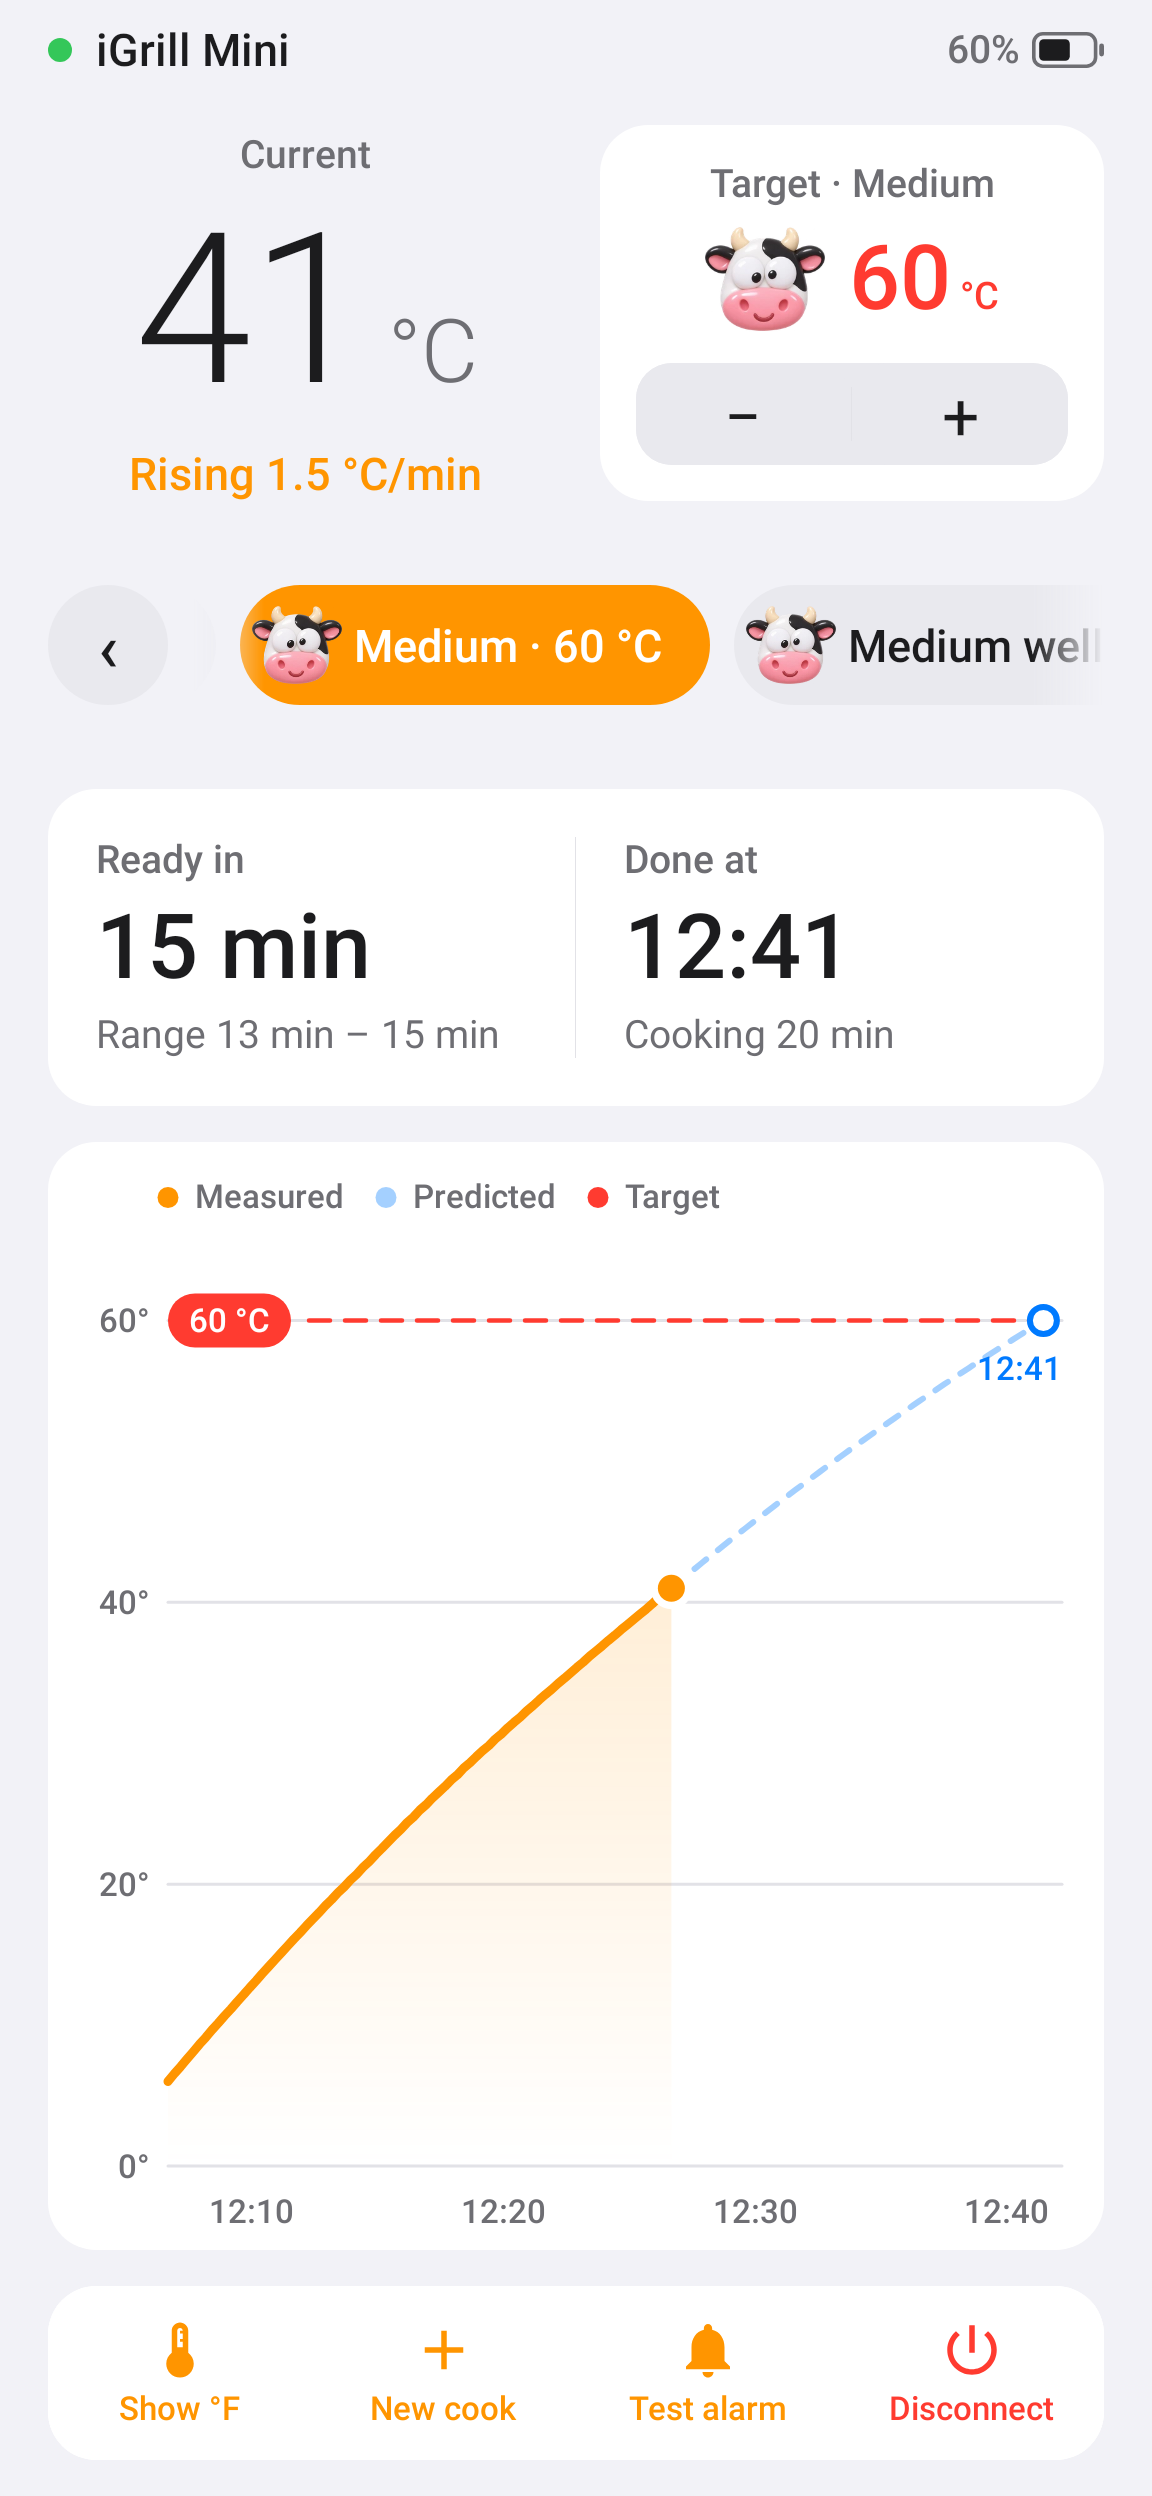 iGrill Mini
60%
Current
41 °C
Rising 1.5 °C/min
Target · Medium
60 °C
− +
‹
Medium · 60 °C
Medium well
Ready in
15 min
Range 13 min – 15 min
Done at
12:41
Cooking 20 min
Measured
Predicted
Target
60°
60 °C
12:41
40°
20°
0°
12:10
12:20
12:30
12:40
Show °F
New cook
Test alarm
Disconnect